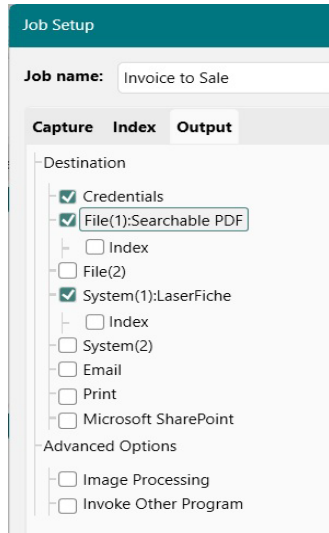 Job Setup
Job name: Invoice to Sale
Capture Index Output
Destination
Credentials
File(1):Searchable PDF
Index
File(2)
System(1):LaserFiche
Index
System(2)
Email
Print
Microsoft SharePoint
Advanced Options
Image Processing
Invoke Other Program